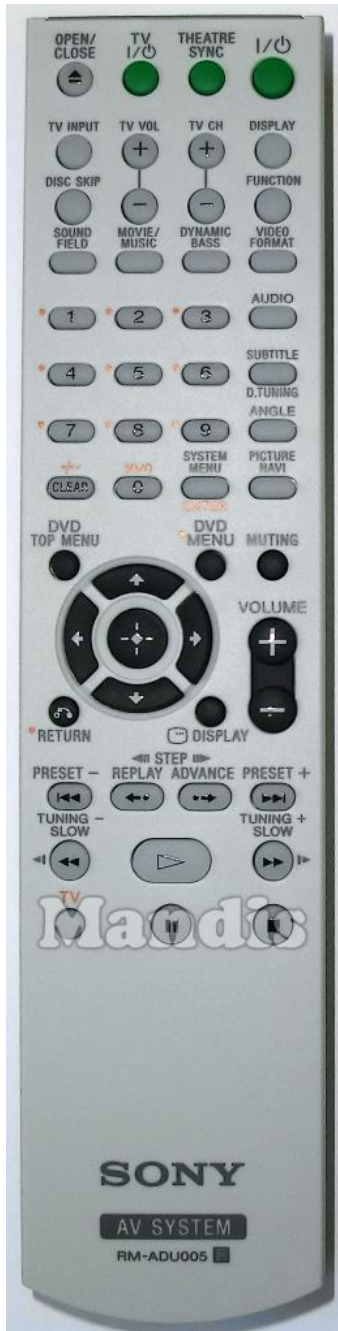 OPEN/ TV THEATRE
CLOSE I/⏻ SYNC I/⏻
TV INPUT TV VOL TV CH DISPLAY
+ +
DISC SKIP FUNCTION
- -
SOUND MOVIE/ DYNAMIC VIDEO
FIELD MUSIC BASS FORMAT
1 2 3 AUDIO
SUBTITLE
4 5 6
D.TUNING
ANGLE
7 8 9
SYSTEM PICTURE
-/-- 10/0 MENU NAVI
CLEAR 0
ENTER
DVD DVD
TOP MENU MENU MUTING
VOLUME
+
-
RETURN DISPLAY
STEP
PRESET - REPLAY ADVANCE PRESET +
TUNING - TUNING +
SLOW SLOW
TV
Mandis
SONY
AV SYSTEM
RM-ADU005